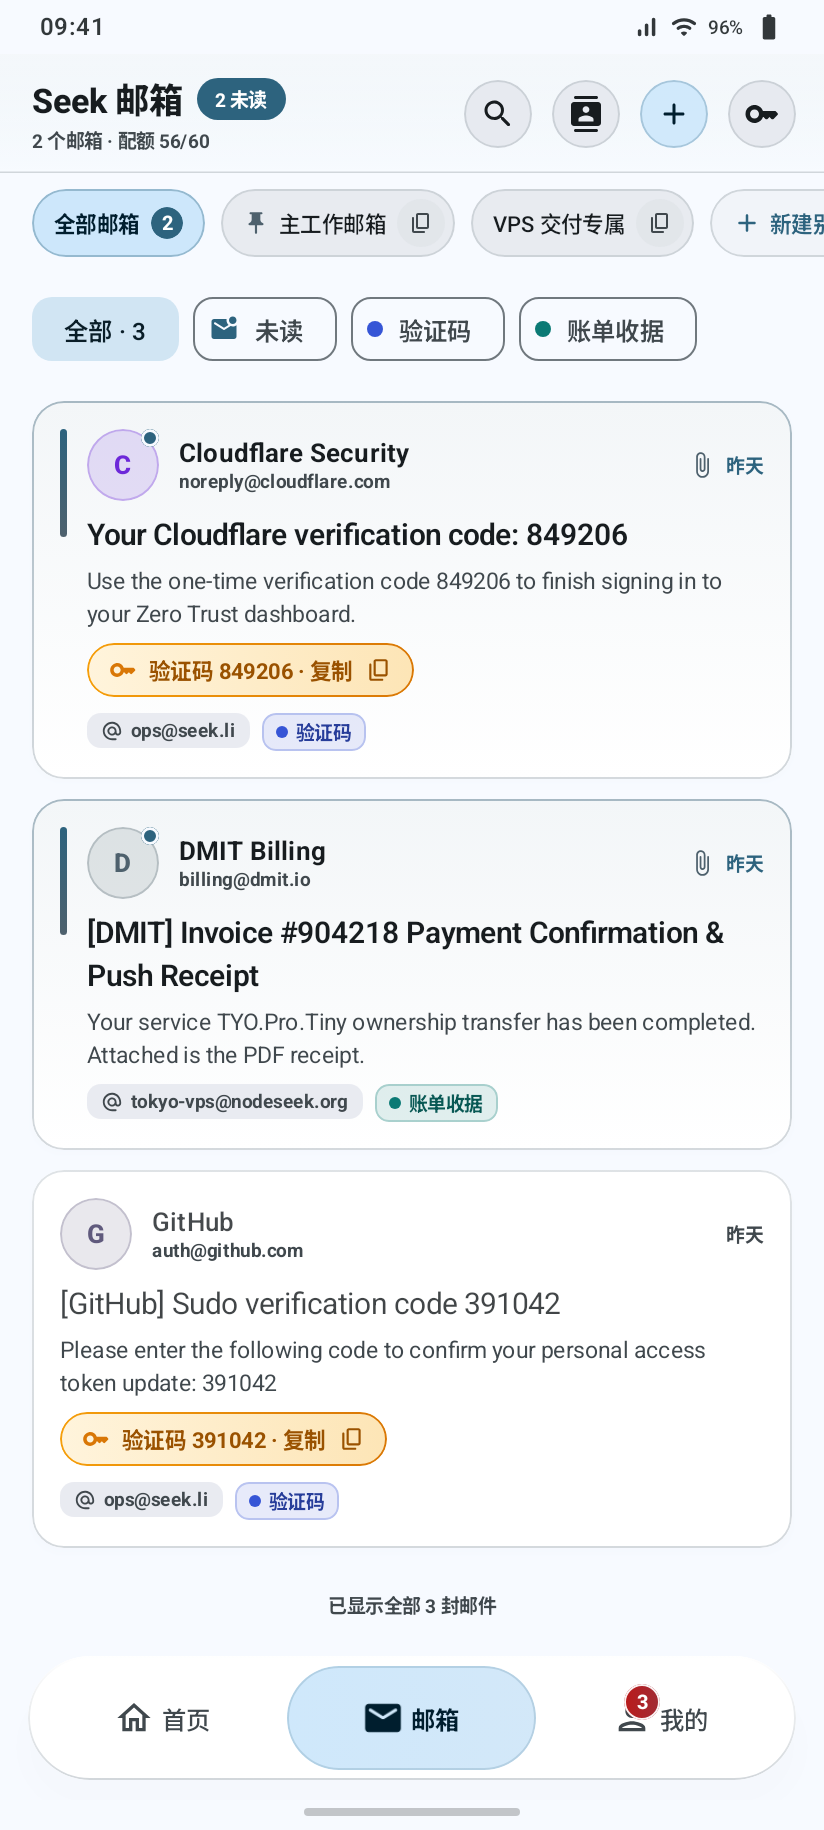 09:41
96%
Seek 邮箱
2 未读
2 个邮箱 · 配额 56/60
全部邮箱 2
主工作邮箱
VPS 交付专属
新建别
全部 · 3
未读
验证码
账单收据
C
Cloudflare Security
noreply@cloudflare.com
昨天
Your Cloudflare verification code: 849206
Use the one-time verification code 849206 to finish signing in to
your Zero Trust dashboard.
验证码 849206 · 复制
ops@seek.li
验证码
D
DMIT Billing
billing@dmit.io
昨天
[DMIT] Invoice #904218 Payment Confirmation &
Push Receipt
Your service TYO.Pro.Tiny ownership transfer has been completed.
Attached is the PDF receipt.
tokyo-vps@nodeseek.org
账单收据
G
GitHub
auth@github.com
昨天
[GitHub] Sudo verification code 391042
Please enter the following code to confirm your personal access
token update: 391042
验证码 391042 · 复制
ops@seek.li
验证码
已显示全部 3 封邮件
首页
邮箱
3
我的